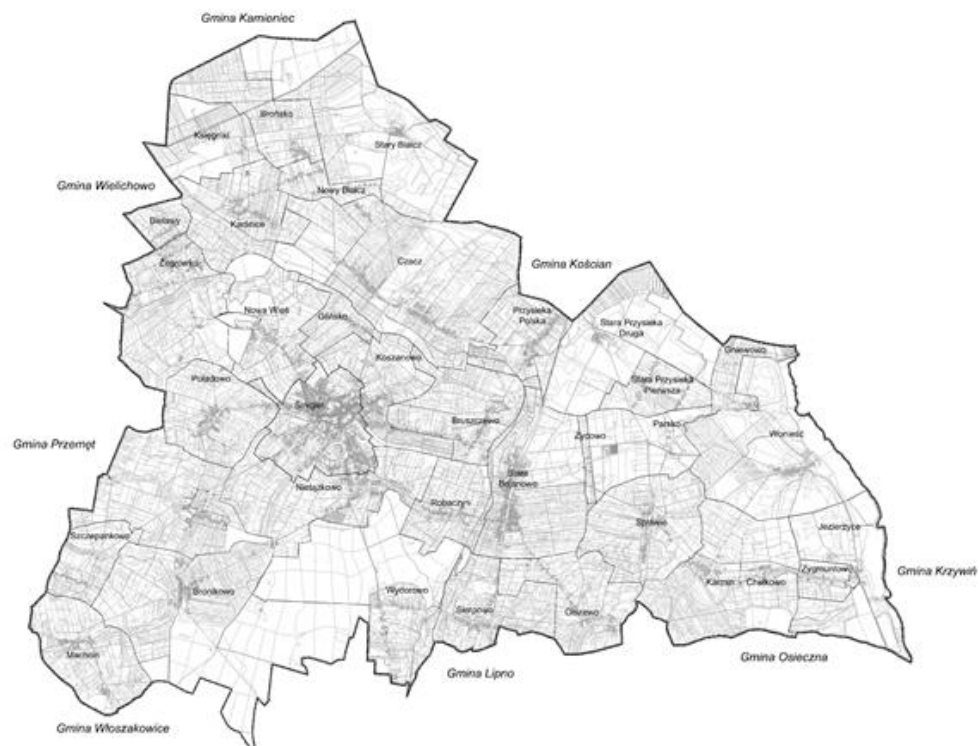 Gmina Kamieniec
Brońsko
Księginki
Stary Białcz
Gmina Wielichowo
Nowy Białcz
Bielawy
Karśnice
Żegrówko
Czacz
Gmina Kościan
Nowa Wieś
Glińsko
Przysieka
Polska
Stara Przysieka
Druga
Gniewowo
Koszanowo
Poladowo
Stara Przysieka
Pierwsza
Śmigiel
Bruszczewo
Parsko
Żydowo
Wonieść
Gmina Przemęt
Stare
Bojanowo
Nietążkowo
Robaczyn
Spławie
Jezierzyce
Szczepankowo
Zygmuntowo
Gmina Krzywiń
Karmin - Chełkowo
Bronikowo
Wydorowo
Sierpowo
Olszewo
Machcin
Gmina Osieczna
Gmina Lipno
Gmina Włoszakowice